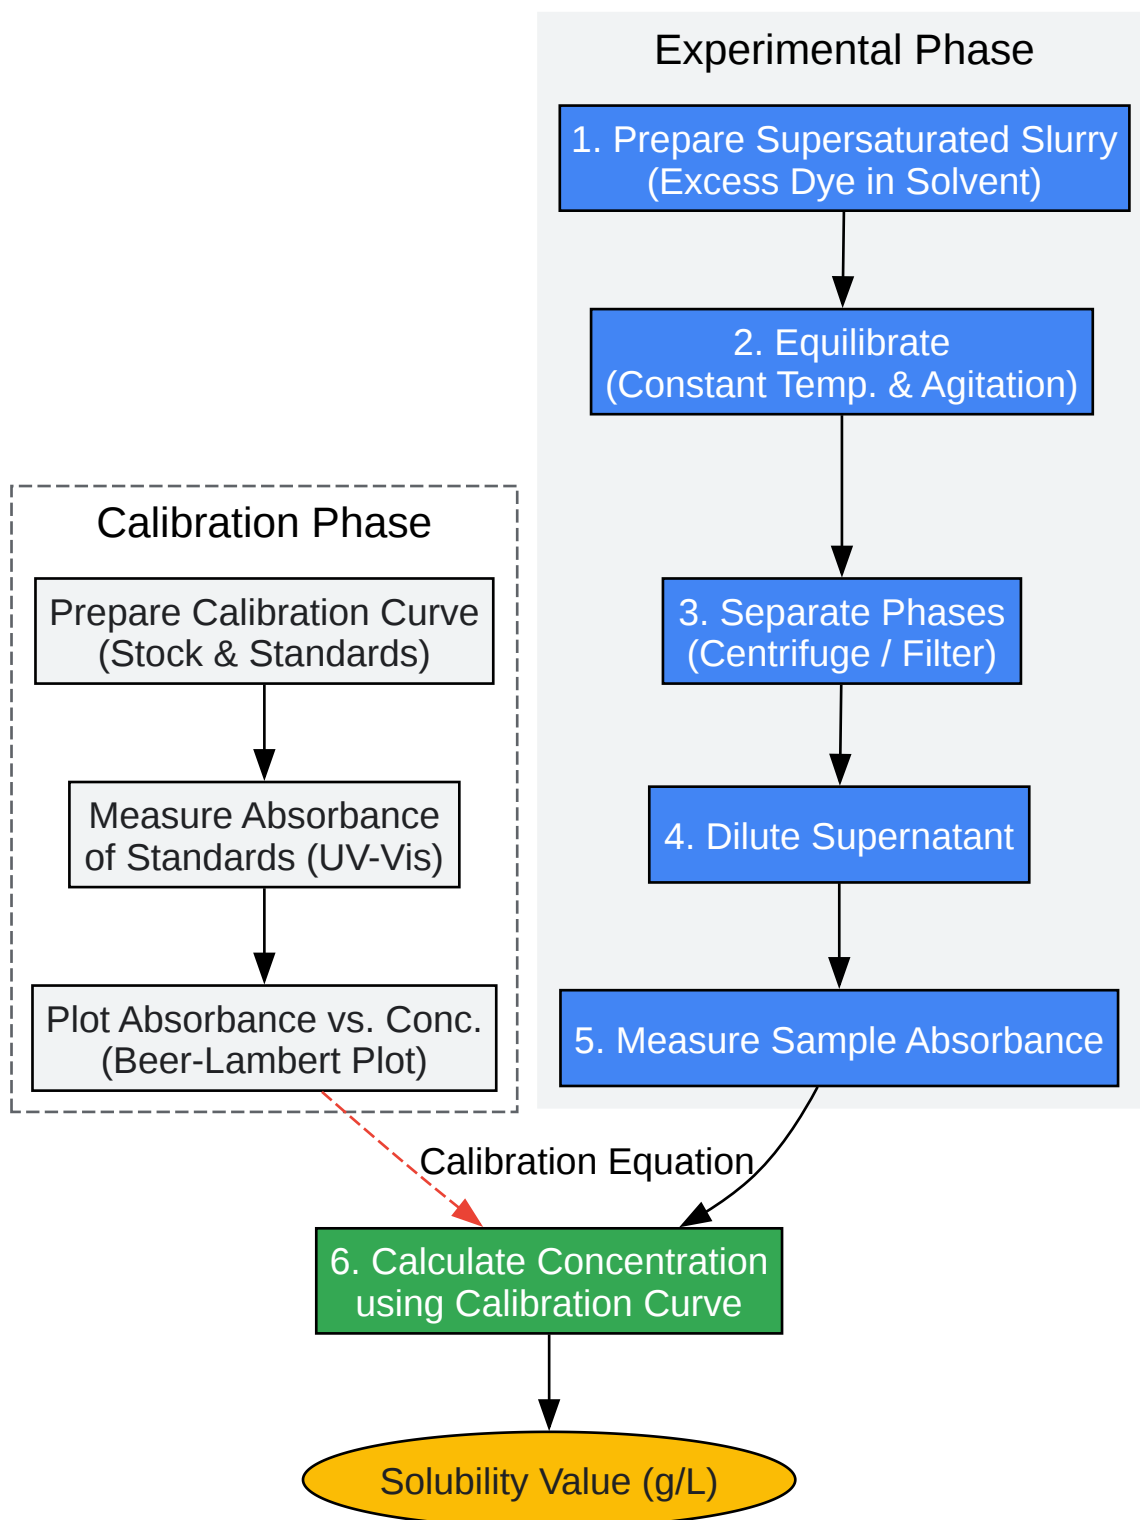 Experimental Phase
1. Prepare Supersaturated Slurry
(Excess Dye in Solvent)
2. Equilibrate
(Constant Temp. & Agitation)
Calibration Phase
Prepare Calibration Curve
(Stock & Standards)
Measure Absorbance
of Standards (UV-Vis)
Plot Absorbance vs. Conc.
(Beer-Lambert Plot)
3. Separate Phases
(Centrifuge / Filter)
4. Dilute Supernatant
5. Measure Sample Absorbance
Calibration Equation
6. Calculate Concentration
using Calibration Curve
Solubility Value (g/L)